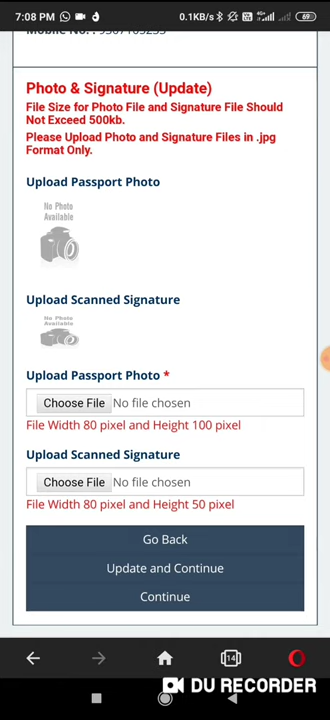 7:08 PM
0.1KB/s
4G+
69
Photo & Signature (Update)
File Size for Photo File and Signature File Should
Not Exceed 500kb.
Please Upload Photo and Signature Files in .jpg
Format Only.
Upload Passport Photo
No Photo
Available
Upload Scanned Signature
No Photo
Available
Upload Passport Photo *
Choose File No file chosen
File Width 80 pixel and Height 100 pixel
Upload Scanned Signature
Choose File No file chosen
File Width 80 pixel and Height 50 pixel
Go Back
Update and Continue
Continue
14
DU RECORDER